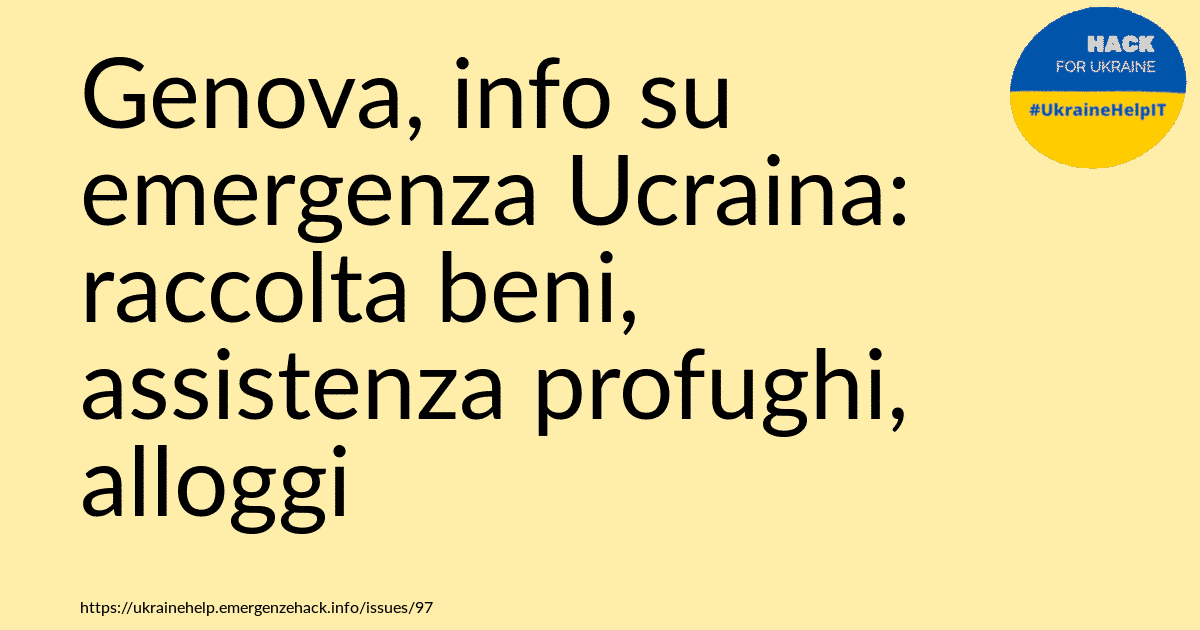 HACK
FOR UKRAINE
#UkraineHelpIT
Genova, info su
emergenza Ucraina:
raccolta beni,
assistenza profughi,
alloggi
https://ukrainehelp.emergenzehack.info/issues/97